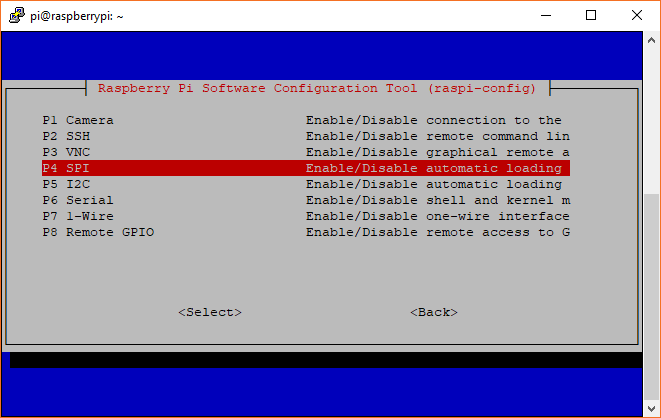 pi@raspberrypi: ~
Raspberry Pi Software Configuration Tool (raspi-config)
P1 Camera Enable/Disable connection to the
P2 SSH Enable/Disable remote command lin
P3 VNC Enable/Disable graphical remote a
P4 SPI Enable/Disable automatic loading
P5 I2C Enable/Disable automatic loading
P6 Serial Enable/Disable shell and kernel m
P7 1-Wire Enable/Disable one-wire interface
P8 Remote GPIO Enable/Disable remote access to G
<Select> <Back>